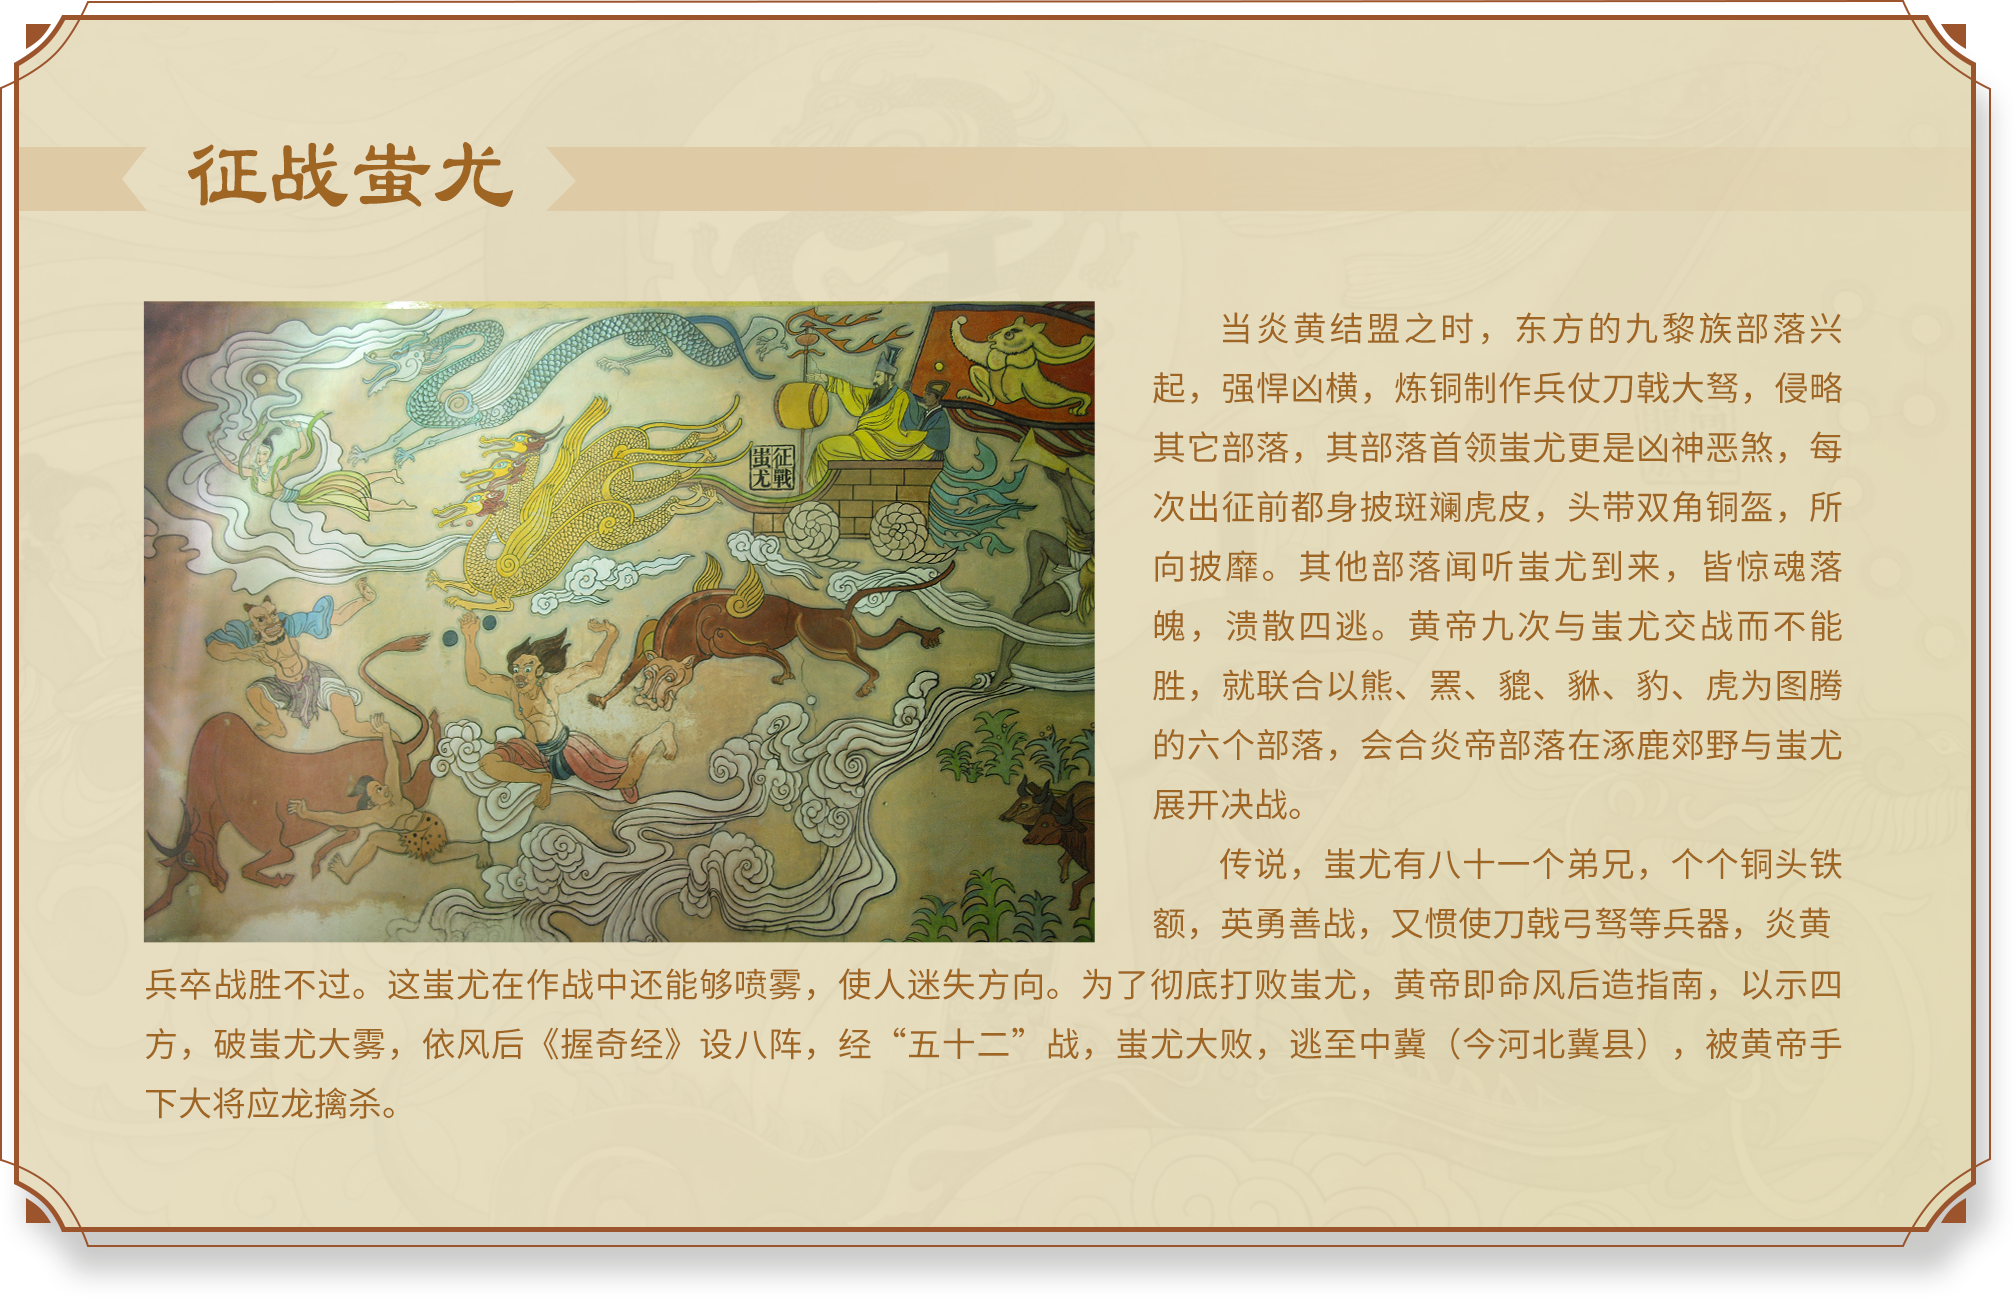 征战蚩尤
征戰
蚩尤
当炎黄结盟之时，东方的九黎族部落兴
起，强悍凶横，炼铜制作兵仗刀戟大驽，侵略
其它部落，其部落首领蚩尤更是凶神恶煞，每
次出征前都身披斑斓虎皮，头带双角铜盔，所
向披靡。其他部落闻听蚩尤到来，皆惊魂落
魄，溃散四逃。黄帝九次与蚩尤交战而不能
胜，就联合以熊、罴、貔、貅、豹、虎为图腾
的六个部落，会合炎帝部落在涿鹿郊野与蚩尤
展开决战。
传说，蚩尤有八十一个弟兄，个个铜头铁
额，英勇善战，又惯使刀戟弓驽等兵器，炎黄
兵卒战胜不过。这蚩尤在作战中还能够喷雾，使人迷失方向。为了彻底打败蚩尤，黄帝即命风后造指南，以示四
方，破蚩尤大雾，依风后《握奇经》设八阵，经“五十二”战，蚩尤大败，逃至中冀（今河北冀县），被黄帝手
下大将应龙擒杀。